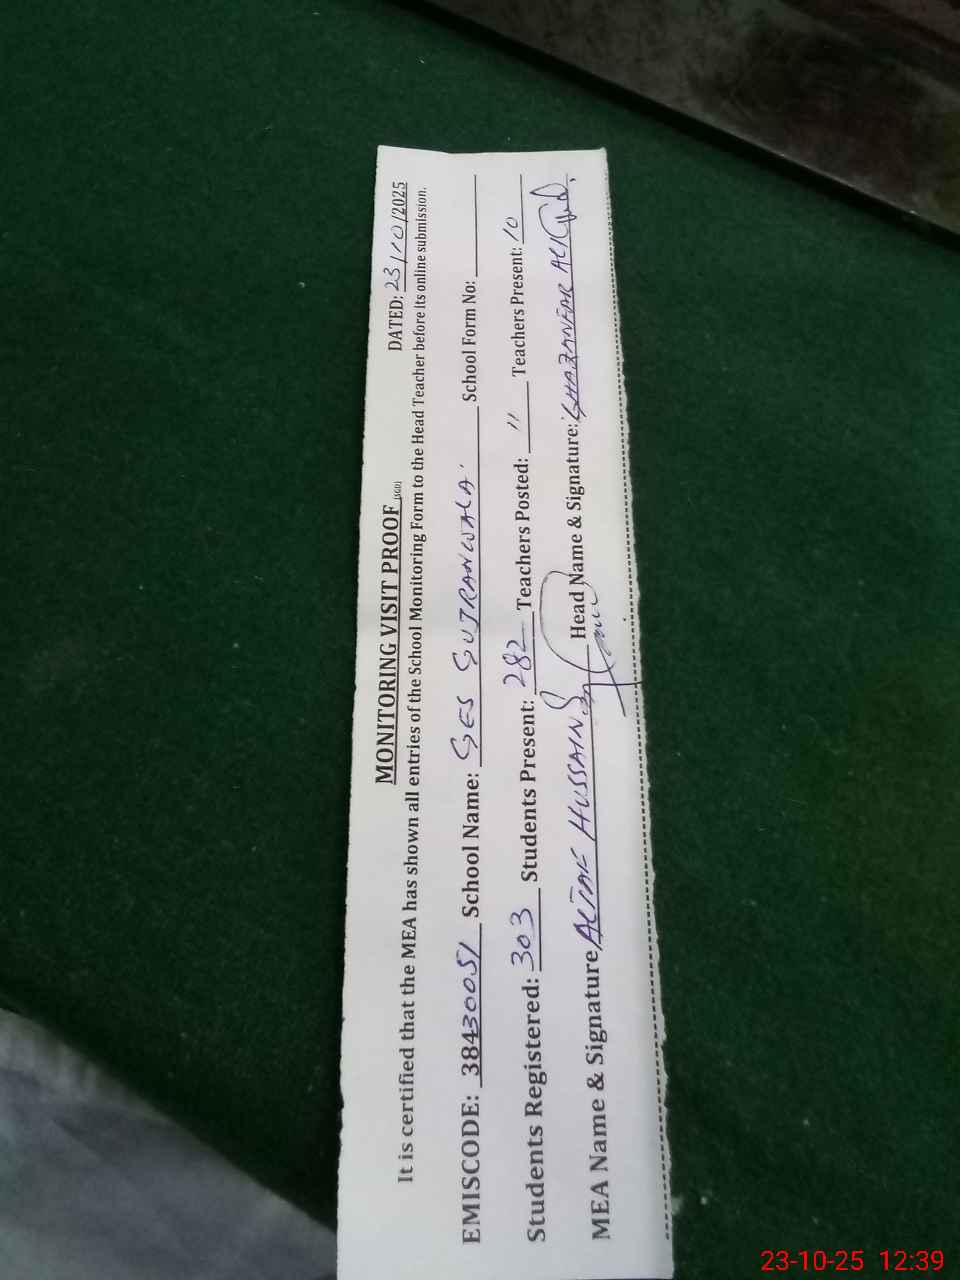 MONITORING VISIT PROOF (SGD) DATED: 23/10/2025
It is certified that the MEA has shown all entries of the School Monitoring Form to the Head Teacher before its online submission.
EMISCODE: 38430051 School Name: GES GUJRANWALA School Form No:
Students Registered: 303 Students Present: 282 Teachers Posted: 11 Teachers Present: 10
MEA Name & Signature ALTAF HUSSAIN Head Name & Signature: GHAZANFAR ALI
23-10-25 12:39